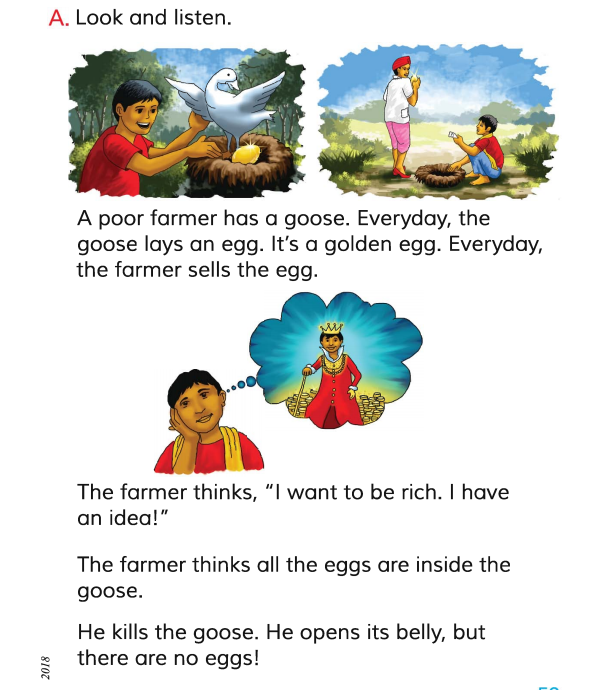 A. Look and listen.
A poor farmer has a goose. Everyday, the
goose lays an egg. It's a golden egg. Everyday,
the farmer sells the egg.
The farmer thinks, “I want to be rich. I have
an idea!”
The farmer thinks all the eggs are inside the
goose.
He kills the goose. He opens its belly, but
there are no eggs!
2018